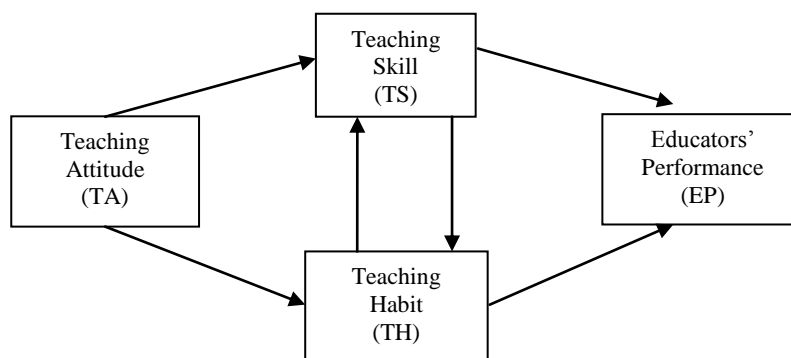 Teaching
Skill
(TS)
Teaching
Attitude
(TA)
Educators’
Performance
(EP)
Teaching
Habit
(TH)